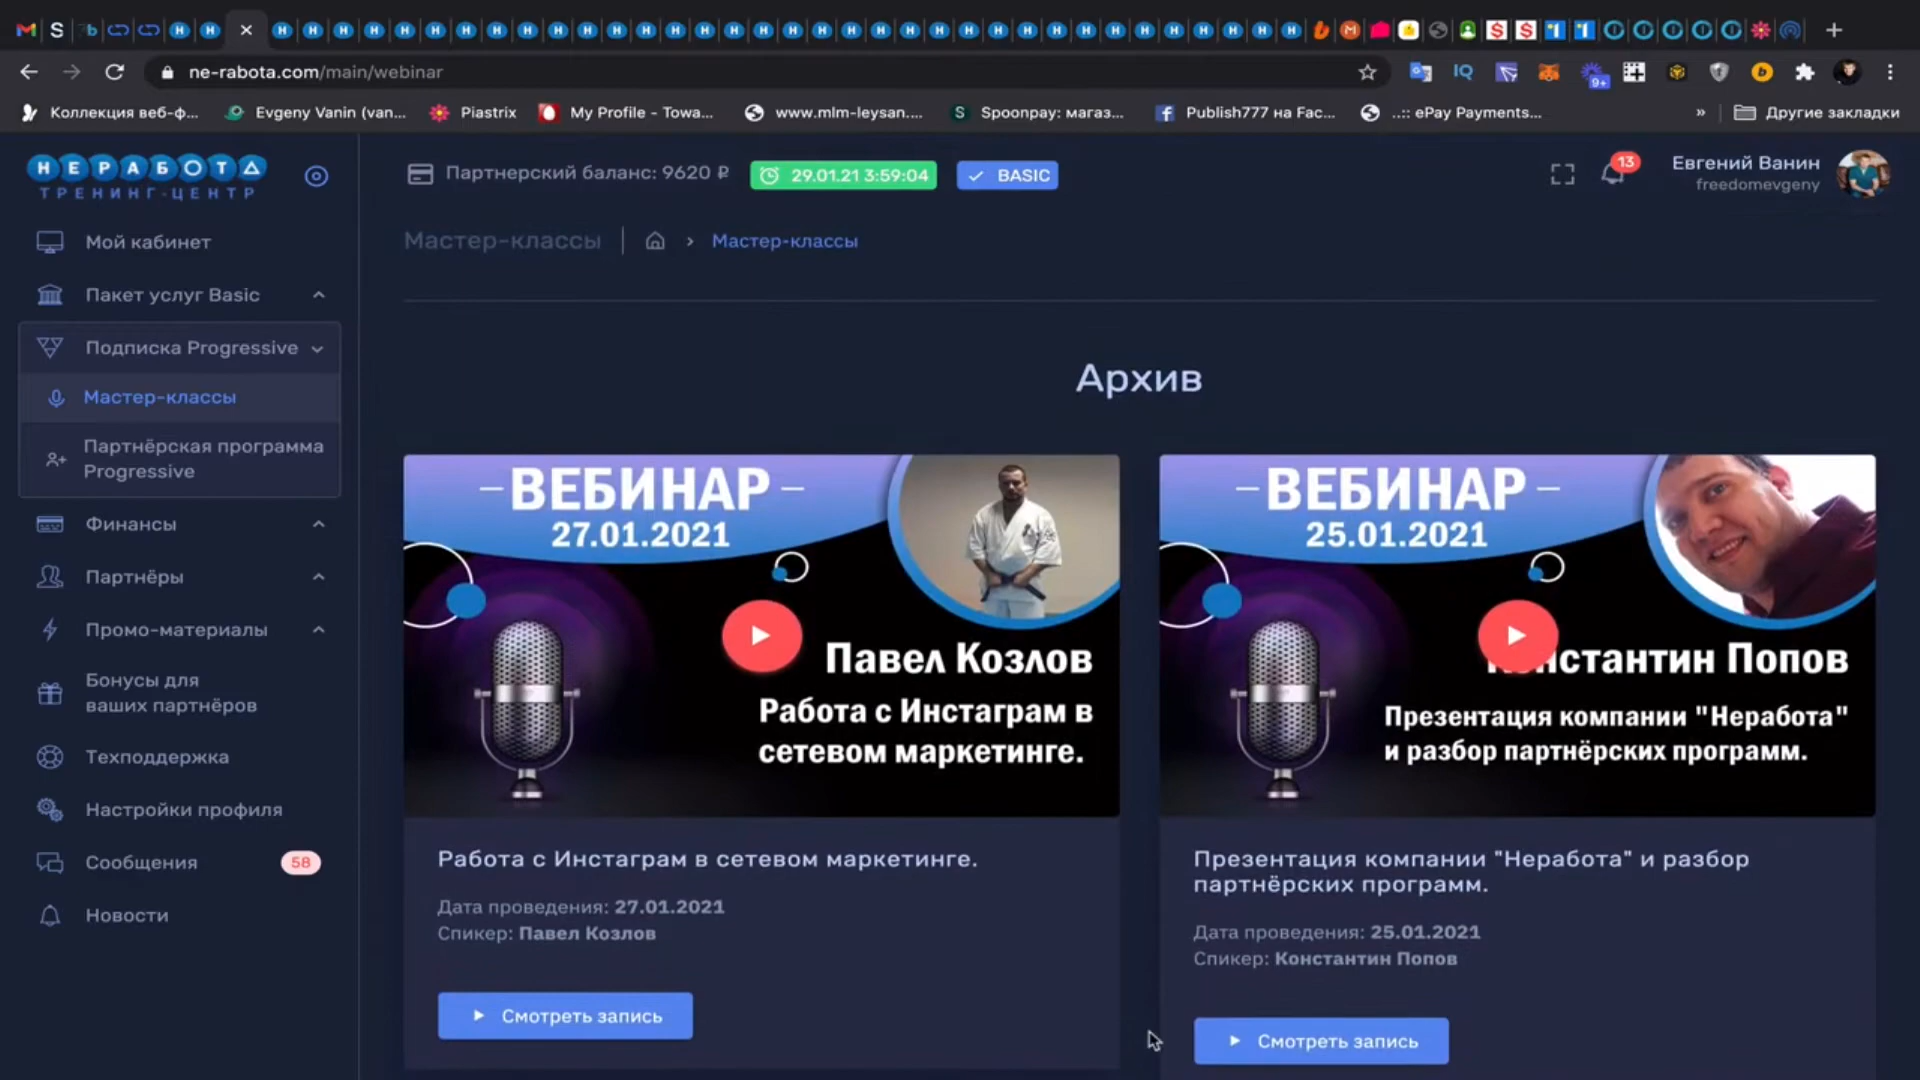 ne-rabota.com/main/webinar
Коллекция веб-ф...
Evgeny Vanin (van...
Piastrix
My Profile - Towa...
www.mlm-leysan....
Spoonpay: магаз...
Publish777 на Fac...
..:: ePay Payments...
»
Другие закладки
НЕРАБОТА
ТРЕНИНГ-ЦЕНТР
Партнерский баланс: 9620 ₽
29.01.21 3:59:04
BASIC
13
Евгений Ванин
freedomevgeny
Мастер-классы
Мастер-классы
Мой кабинет
Пакет услуг Basic
Подписка Progressive
Мастер-классы
Партнёрская программа
Progressive
Финансы
Партнёры
Промо-материалы
Бонусы для
ваших партнёров
Техподдержка
Настройки профиля
Сообщения
58
Новости
Архив
–ВЕБИНАР–
27.01.2021
Павел Козлов
Работа с Инстаграм в
сетевом маркетинге.
Работа с Инстаграм в сетевом маркетинге.
Дата проведения: 27.01.2021
Спикер: Павел Козлов
Смотреть запись
–ВЕБИНАР–
25.01.2021
Константин Попов
Презентация компании "Неработа"
и разбор партнёрских программ.
Презентация компании "Неработа" и разбор
партнёрских программ.
Дата проведения: 25.01.2021
Спикер: Константин Попов
Смотреть запись